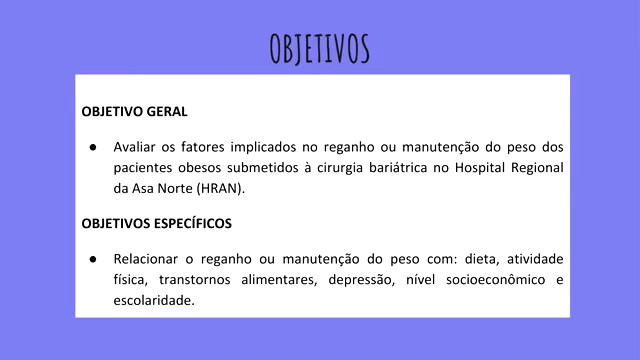 OBJETIVOS
OBJETIVO GERAL
● Avaliar os fatores implicados no reganho ou manutenção do peso dos
pacientes obesos submetidos à cirurgia bariátrica no Hospital Regional
da Asa Norte (HRAN).
OBJETIVOS ESPECÍFICOS
● Relacionar o reganho ou manutenção do peso com: dieta, atividade
física, transtornos alimentares, depressão, nível socioeconômico e
escolaridade.